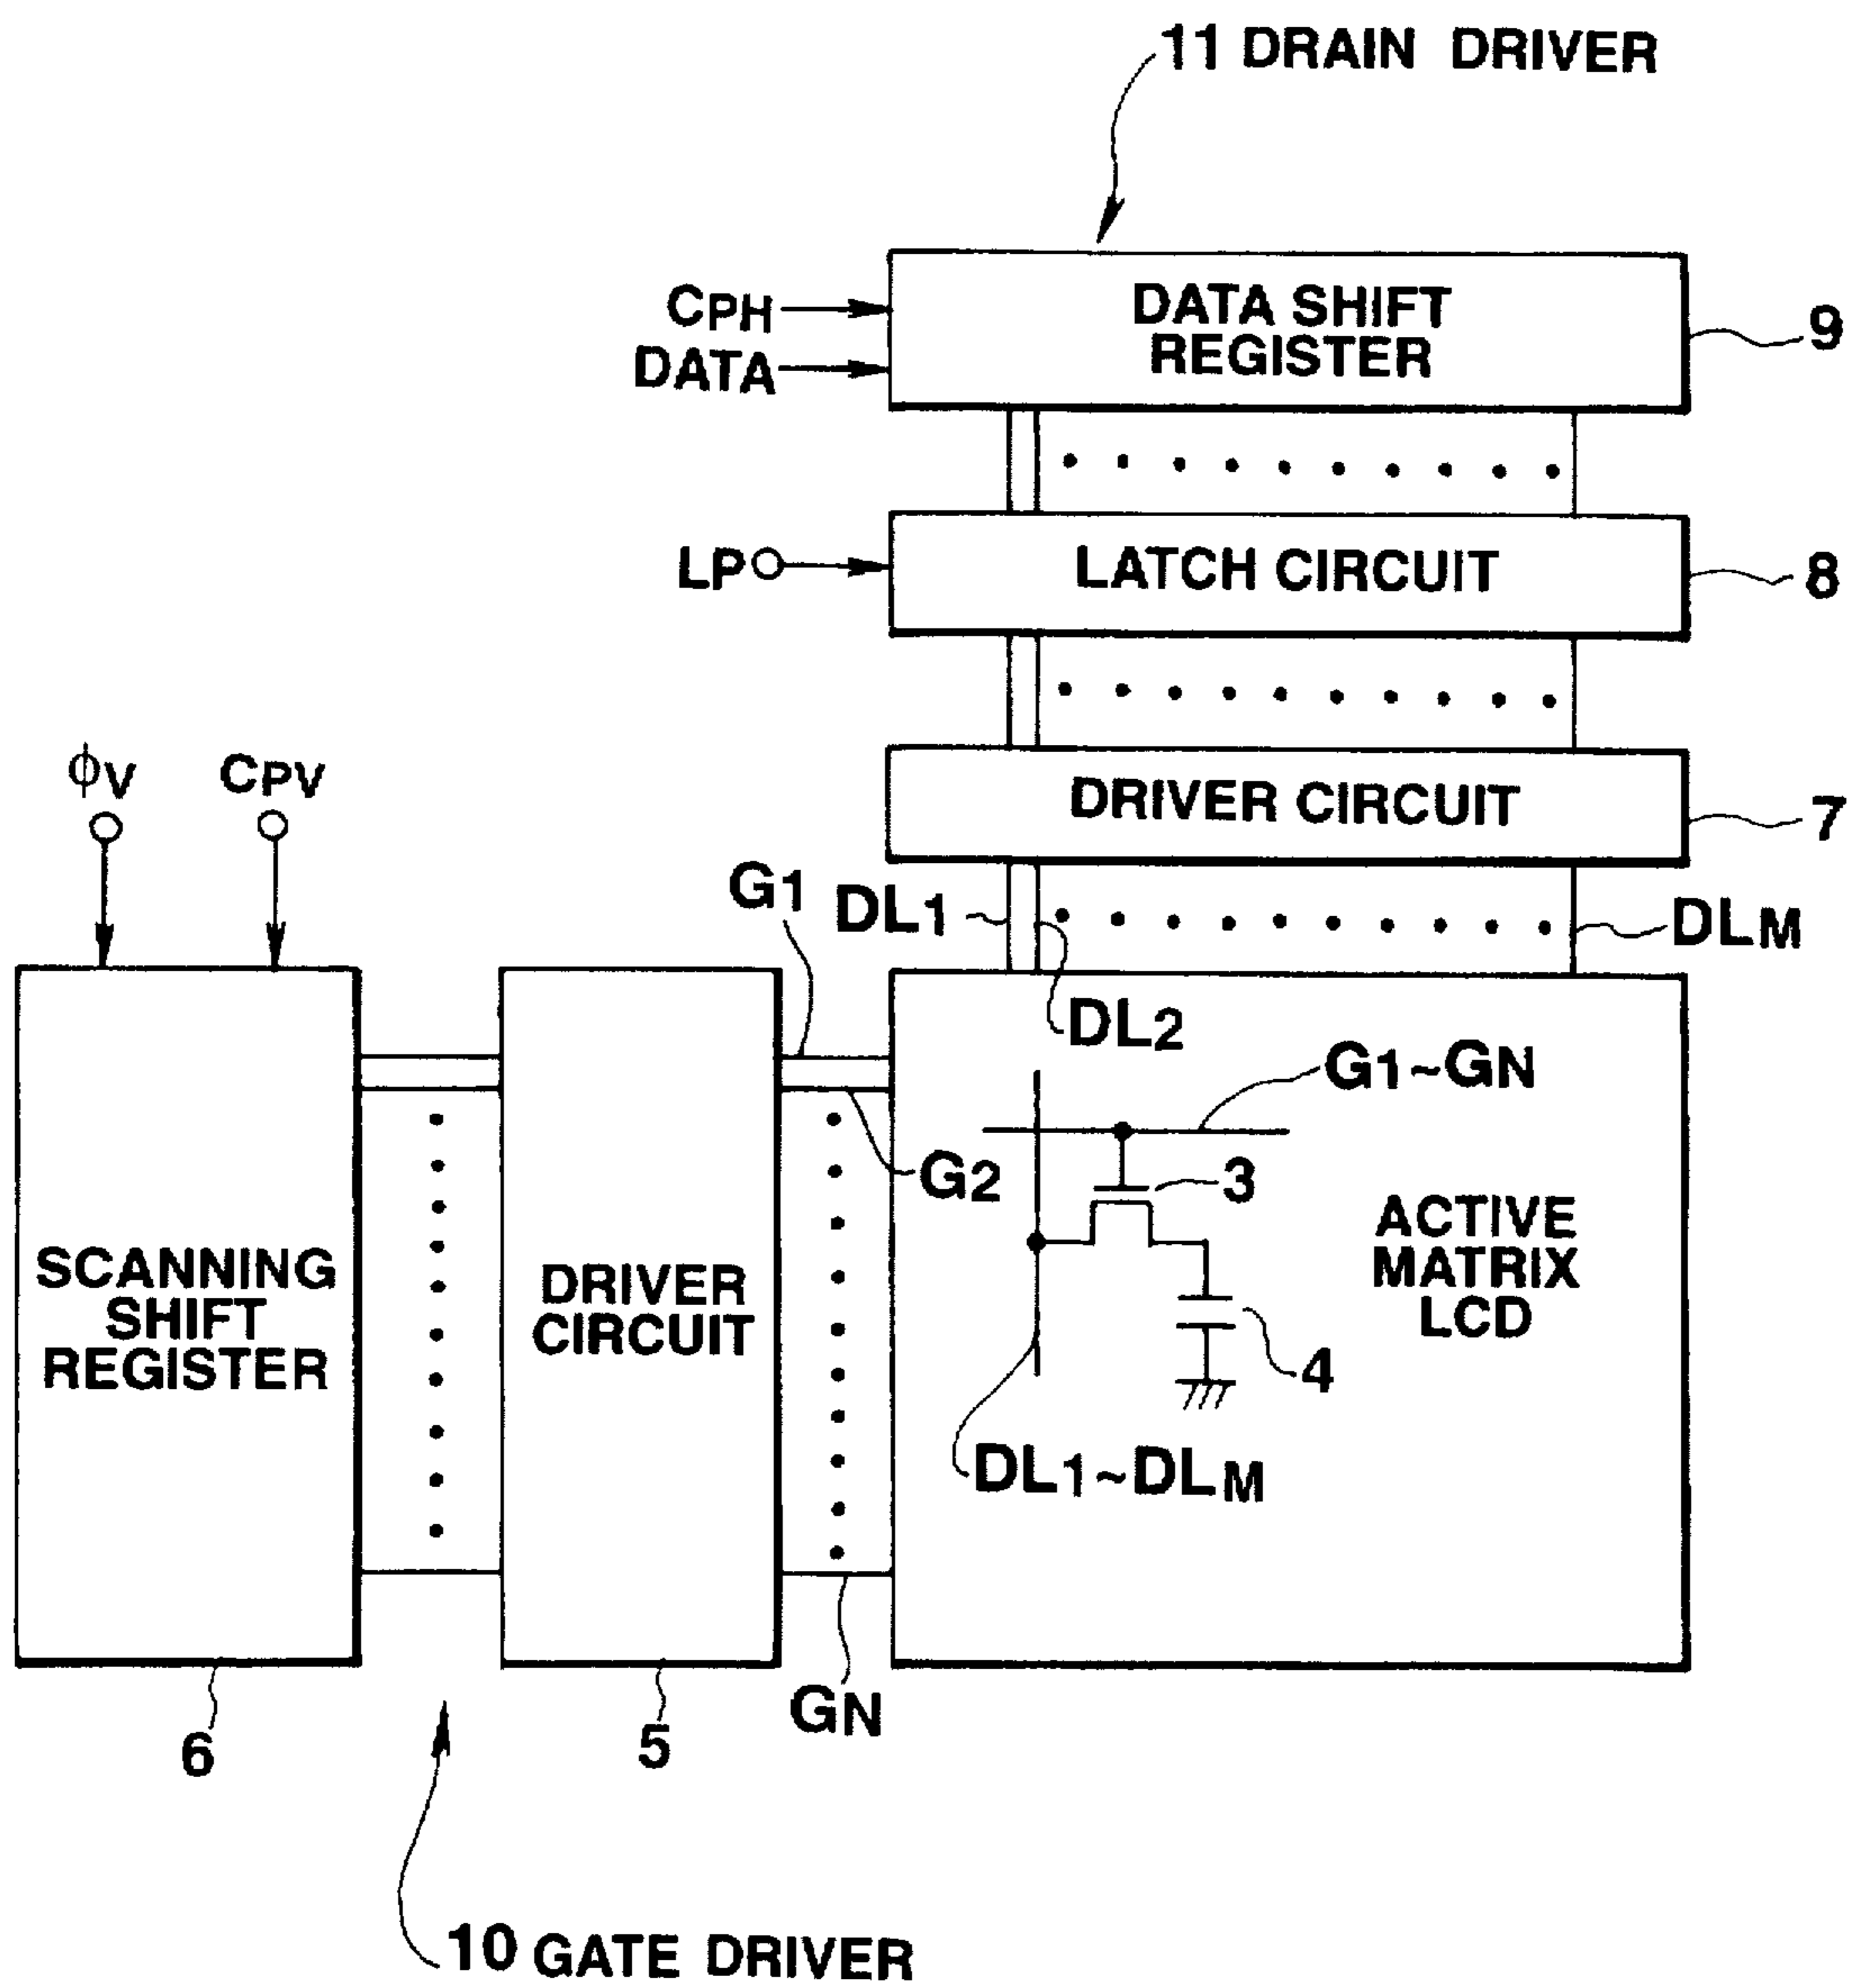 11 DRAIN DRIVER
CPH
DATA
DATA SHIFT
REGISTER
9
LP
LATCH CIRCUIT
8
φV
CPV
DRIVER CIRCUIT
7
G1
DL1
DLM
DL2
G1~GN
G2
3
ACTIVE
MATRIX
LCD
SCANNING
SHIFT
REGISTER
DRIVER
CIRCUIT
4
DL1~DLM
GN
6
5
10 GATE DRIVER